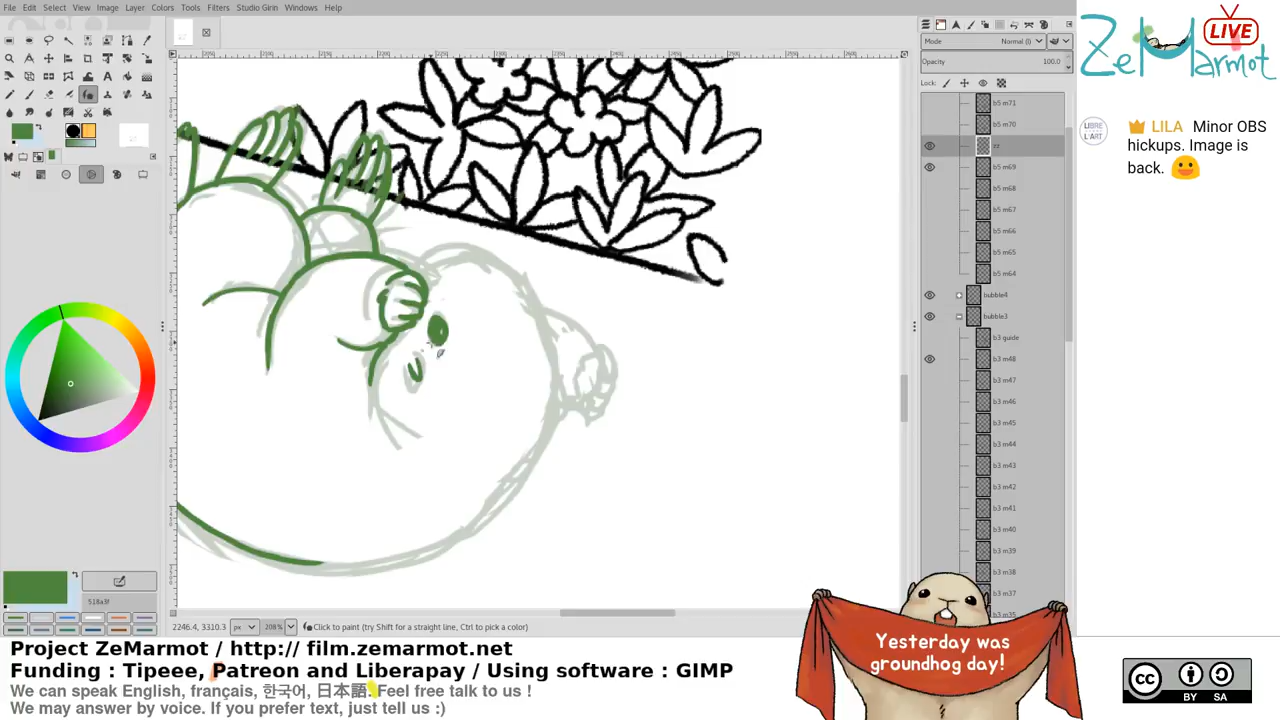 File Edit Select View Image Layer Colors Tools Filters Studio Girin Windows Help
Mode Normal (l)
Opacity 100.0
Lock:
b5 m71
b5 m70
b5 m69
b5 m68
b5 m67
b5 m66
b5 m65
b5 m64
bubble4
bubble3
b3 guide
b3 m48
b3 m47
b3 m46
b3 m45
b3 m44
b3 m43
b3 m42
b3 m41
b3 m40
b3 m39
b3 m38
b3 m37
b3 m35
518a3f
2246.4, 3310.3 px 208% Click to paint (try Shift for a straight line, Ctrl to pick a color)
ZeMarmot
LIVE
LIBRE
L'ART
LILA Minor OBS
hickups. Image is
back.
Yesterday was
groundhog day!
Project ZeMarmot / http:// film.zemarmot.net
Funding : Tipeee, Patreon and Liberapay / Using software : GIMP
We can speak English, français, 한국어, 日本語. Feel free talk to us !
We may answer by voice. If you prefer text, just tell us :)
cc
BY SA